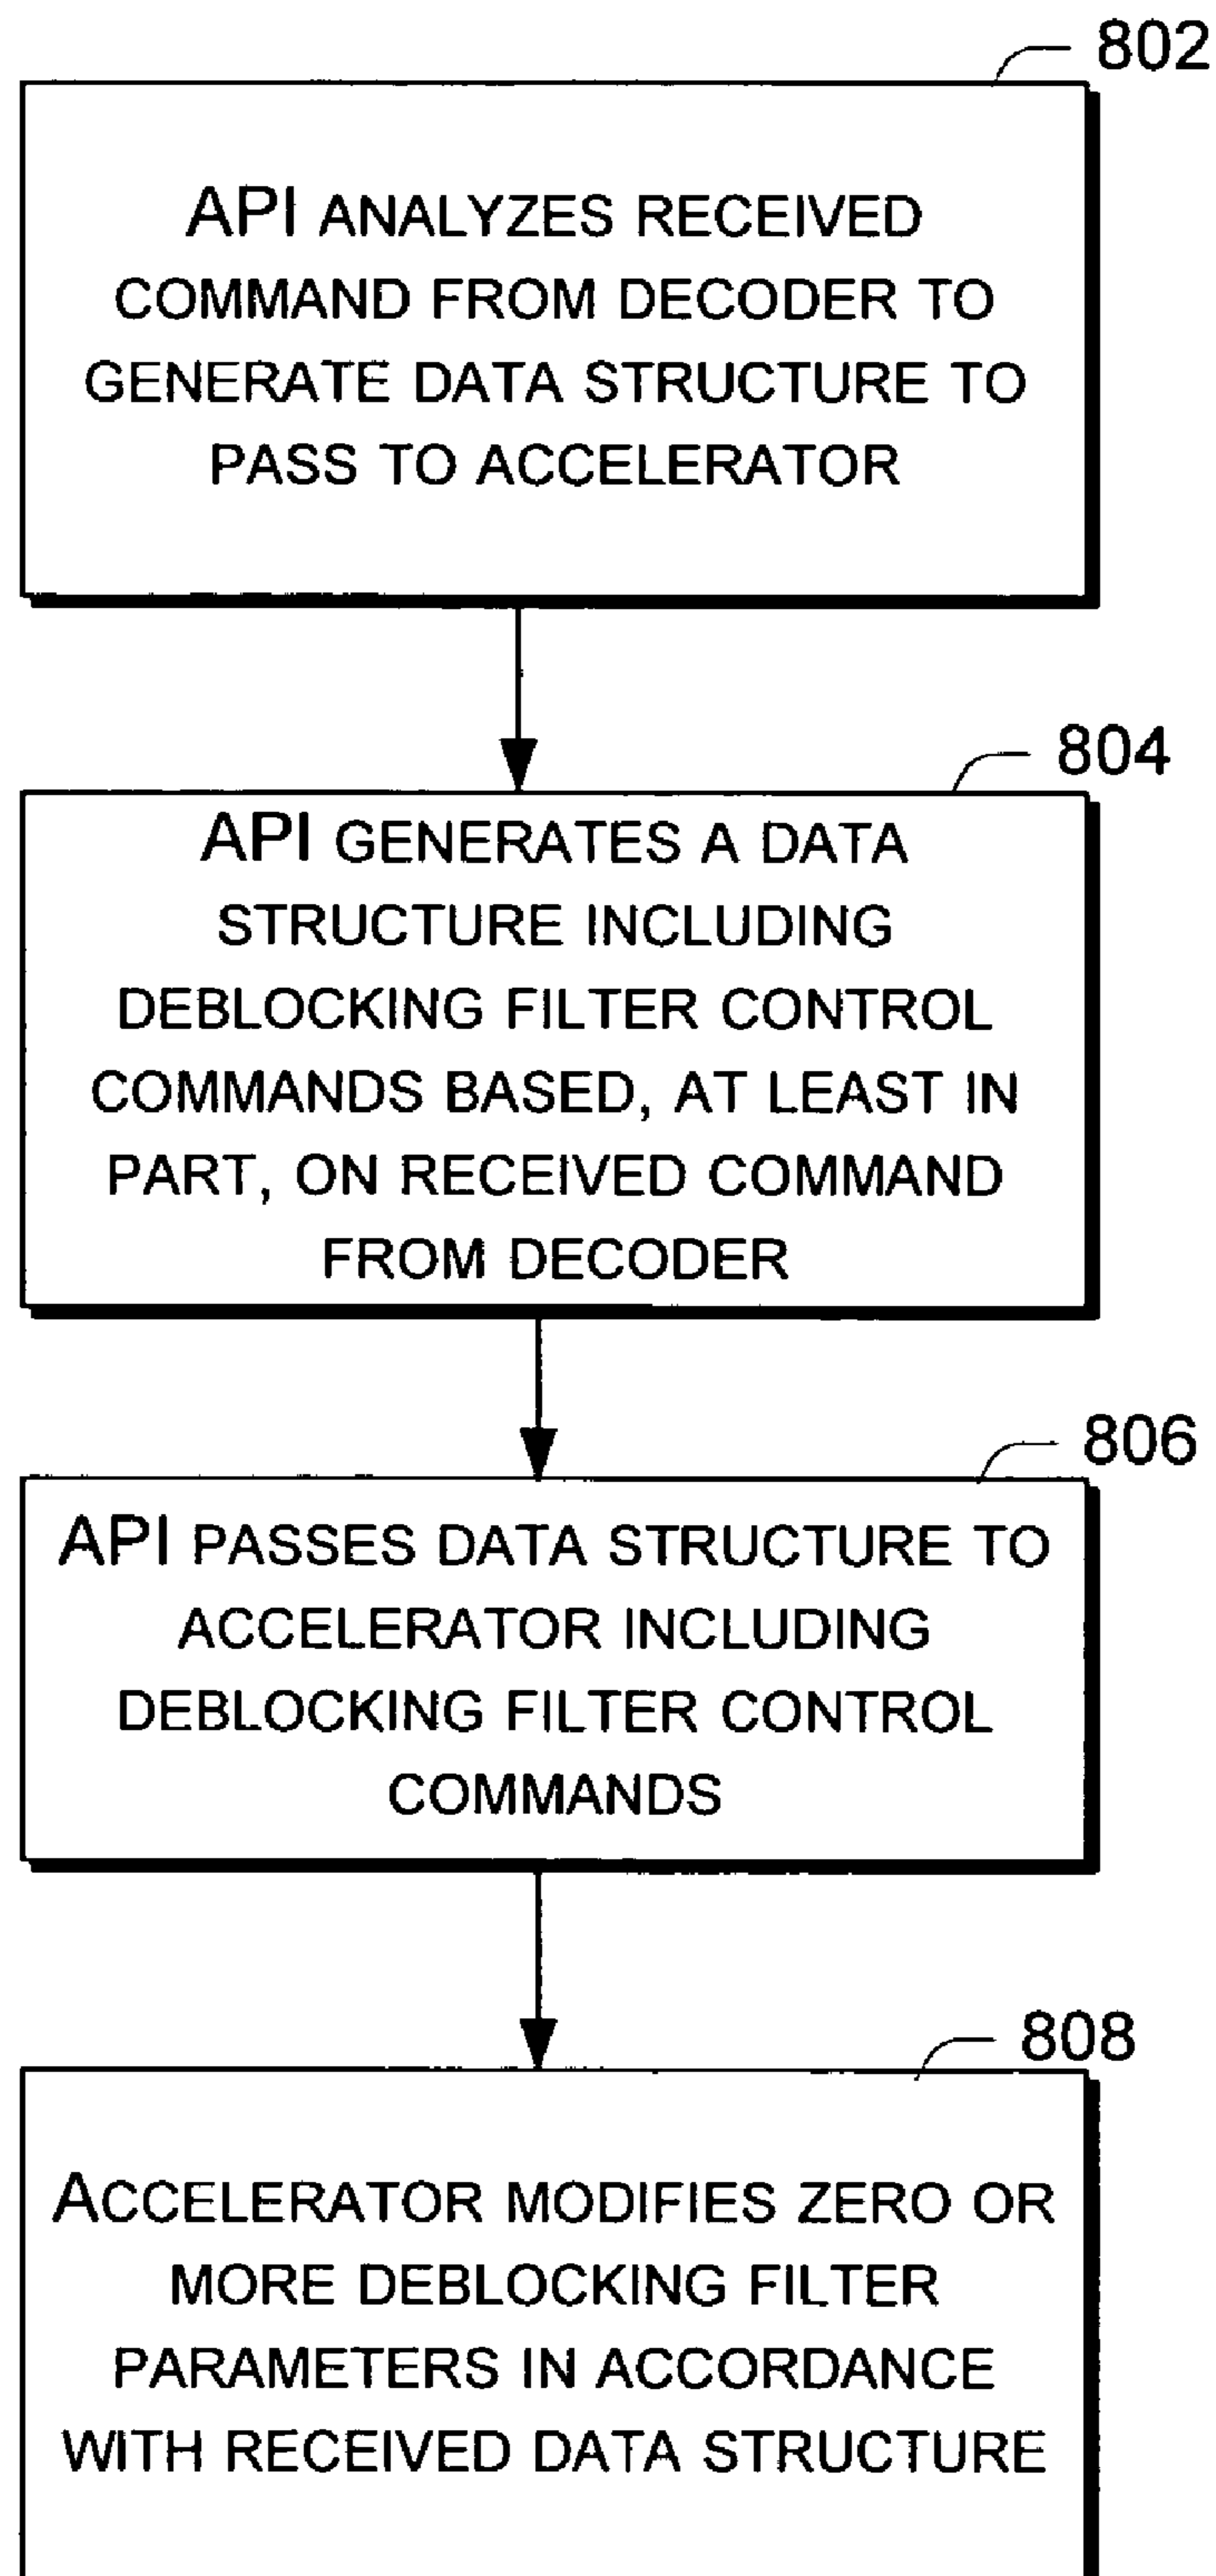 802
API ANALYZES RECEIVED
COMMAND FROM DECODER TO
GENERATE DATA STRUCTURE TO
PASS TO ACCELERATOR
804
API GENERATES A DATA
STRUCTURE INCLUDING
DEBLOCKING FILTER CONTROL
COMMANDS BASED, AT LEAST IN
PART, ON RECEIVED COMMAND
FROM DECODER
806
API PASSES DATA STRUCTURE TO
ACCELERATOR INCLUDING
DEBLOCKING FILTER CONTROL
COMMANDS
808
ACCELERATOR MODIFIES ZERO OR
MORE DEBLOCKING FILTER
PARAMETERS IN ACCORDANCE
WITH RECEIVED DATA STRUCTURE